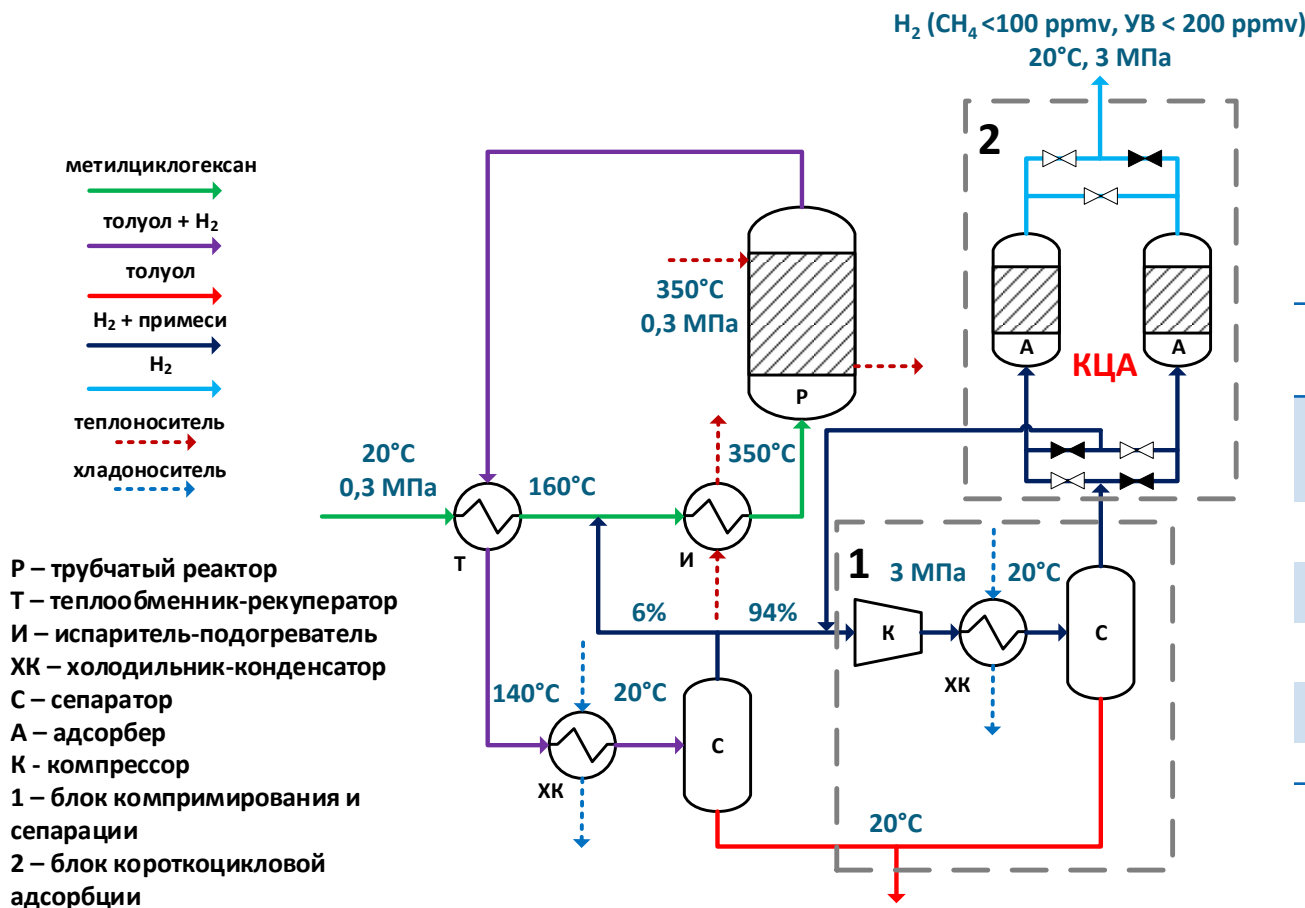 H₂ (CH₄ <100 ppmv, УВ < 200 ppmv)
20°C, 3 МПа
2
метилциклогексан
толуол + H₂
толуол
H₂ + примеси
H₂
теплоноситель
хладоноситель
350°C
0,3 МПа
Р
А
А
КЦА
20°C
0,3 МПа
160°C
350°C
Т
И
1
3 МПа
20°C
6%
94%
К
ХК
С
140°C
20°C
ХК
С
20°C
Р – трубчатый реактор
Т – теплообменник-рекуператор
И – испаритель-подогреватель
ХК – холодильник-конденсатор
С – сепаратор
А – адсорбер
К - компрессор
1 – блок компримирования и
сепарации
2 – блок короткоцикловой
адсорбции